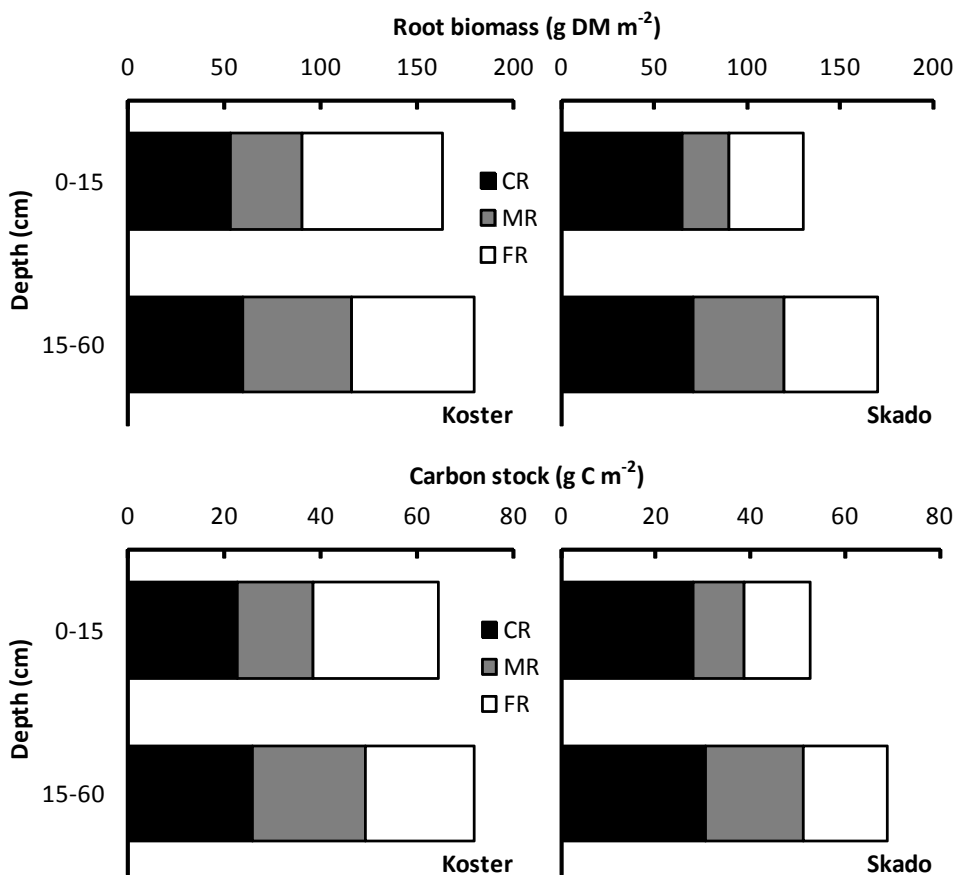 Root biomass (g DM m⁻²)
0 50 100 150 200 0 50 100 150 200
Depth (cm)
0-15
CR
MR
FR
15-60
Koster Skado
Carbon stock (g C m⁻²)
0 20 40 60 80 0 20 40 60 80
Depth (cm)
0-15
CR
MR
FR
15-60
Koster Skado